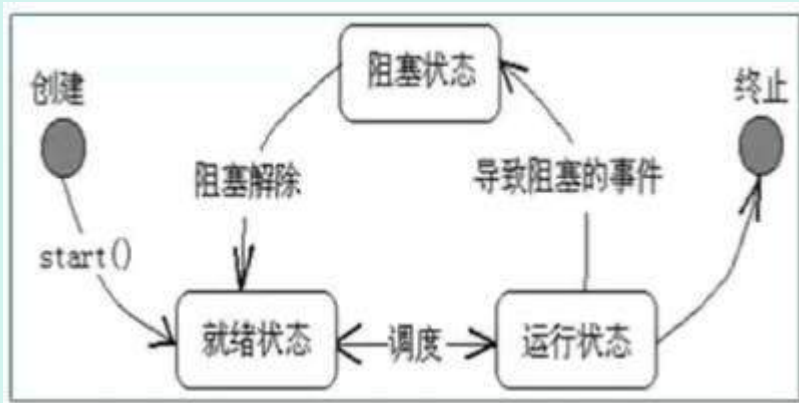 阻塞状态
创建
终止
阻塞解除
导致阻塞的事件
start()
就绪状态
调度
运行状态